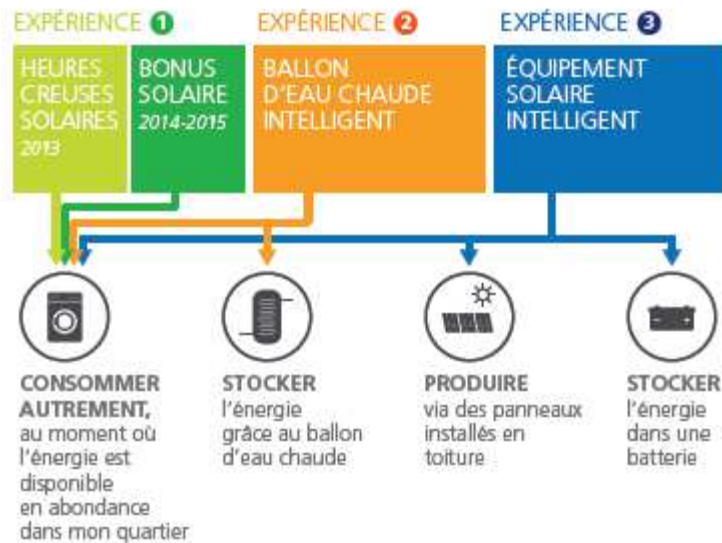 EXPÉRIENCE 1
HEURES
CREUSES
SOLAIRES
2013
BONUS
SOLAIRE
2014-2015
EXPÉRIENCE 2
BALLON
D'EAU CHAUDE
INTELLIGENT
EXPÉRIENCE 3
ÉQUIPEMENT
SOLAIRE
INTELLIGENT
CONSOMMER
AUTREMENT,
au moment où
l'énergie est
disponible
en abondance
dans mon quartier
STOCKER
l'énergie
grâce au ballon
d'eau chaude
PRODUIRE
via des panneaux
installés en
toiture
STOCKER
l'énergie
dans une
batterie